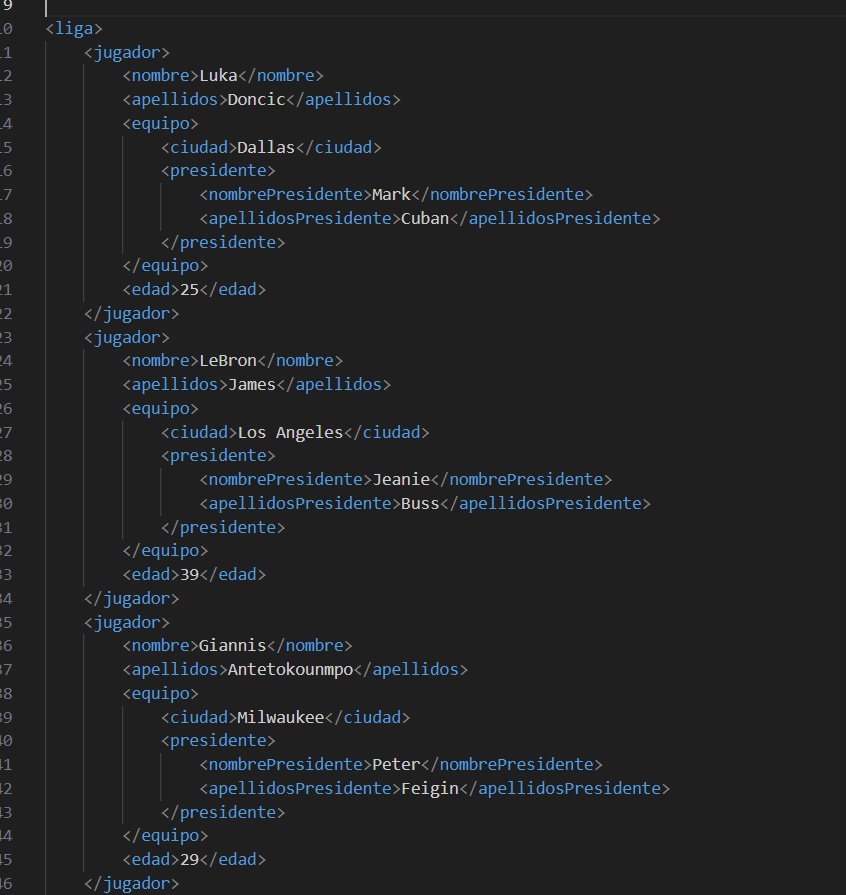 9
10 <liga>
11 <jugador>
12 <nombre>Luka</nombre>
13 <apellidos>Doncic</apellidos>
14 <equipo>
15 <ciudad>Dallas</ciudad>
16 <presidente>
17 <nombrePresidente>Mark</nombrePresidente>
18 <apellidosPresidente>Cuban</apellidosPresidente>
19 </presidente>
20 </equipo>
21 <edad>25</edad>
22 </jugador>
23 <jugador>
24 <nombre>LeBron</nombre>
25 <apellidos>James</apellidos>
26 <equipo>
27 <ciudad>Los Angeles</ciudad>
28 <presidente>
29 <nombrePresidente>Jeanie</nombrePresidente>
30 <apellidosPresidente>Buss</apellidosPresidente>
31 </presidente>
32 </equipo>
33 <edad>39</edad>
34 </jugador>
35 <jugador>
36 <nombre>Giannis</nombre>
37 <apellidos>Antetokounmpo</apellidos>
38 <equipo>
39 <ciudad>Milwaukee</ciudad>
40 <presidente>
41 <nombrePresidente>Peter</nombrePresidente>
42 <apellidosPresidente>Feigin</apellidosPresidente>
43 </presidente>
44 </equipo>
45 <edad>29</edad>
46 </jugador>